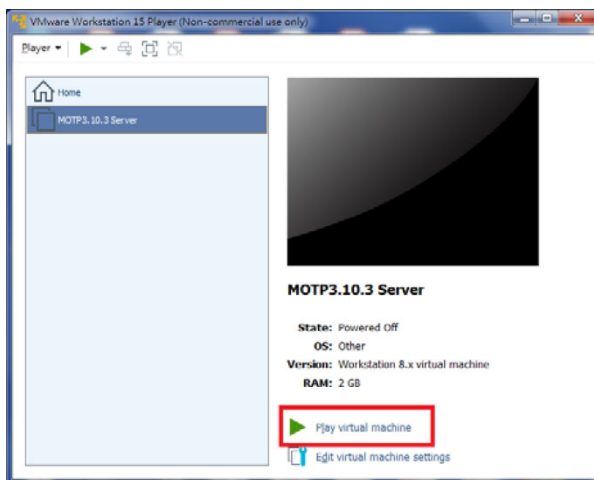 VMware Workstation 15 Player (Non-commercial use only)
Player
Home
MOTP3.10.3 Server
MOTP3.10.3 Server
State: Powered Off
OS: Other
Version: Workstation 8.x virtual machine
RAM: 2 GB
Play virtual machine
Edit virtual machine settings